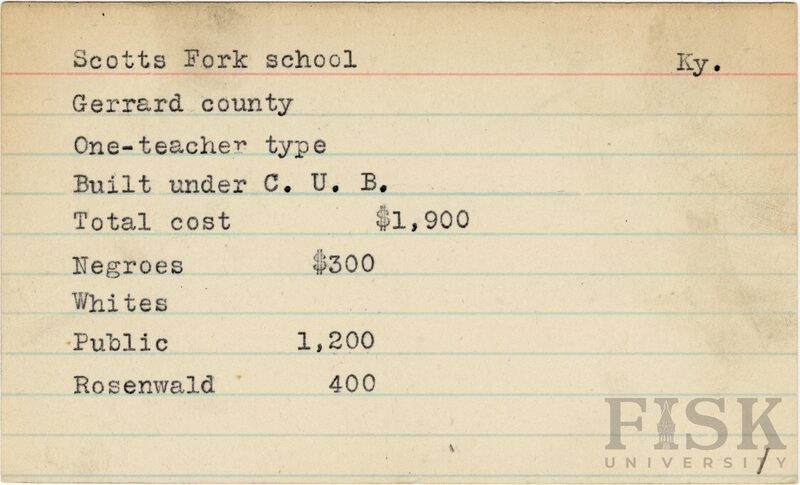 Scotts Fork school Ky.
Gerrard county
One-teacher type
Built under C. U. B.
Total cost $1,900
Negroes $300
Whites
Public 1,200
Rosenwald 400
FISK
UNIVERSITY
/